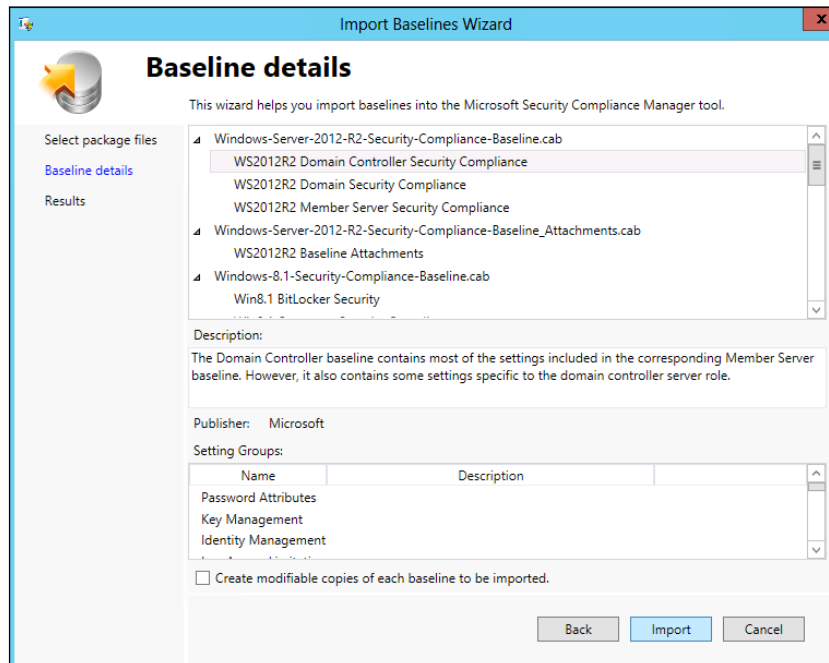 Import Baselines Wizard
x
Baseline details
This wizard helps you import baselines into the Microsoft Security Compliance Manager tool.
Select package files
Baseline details
Results
Windows-Server-2012-R2-Security-Compliance-Baseline.cab
WS2012R2 Domain Controller Security Compliance
WS2012R2 Domain Security Compliance
WS2012R2 Member Server Security Compliance
Windows-Server-2012-R2-Security-Compliance-Baseline_Attachments.cab
WS2012R2 Baseline Attachments
Windows-8.1-Security-Compliance-Baseline.cab
Win8.1 BitLocker Security
Description:
The Domain Controller baseline contains most of the settings included in the corresponding Member Server
baseline. However, it also contains some settings specific to the domain controller server role.
Publisher: Microsoft
Setting Groups:
Name Description
Password Attributes
Key Management
Identity Management
Create modifiable copies of each baseline to be imported.
Back Import Cancel